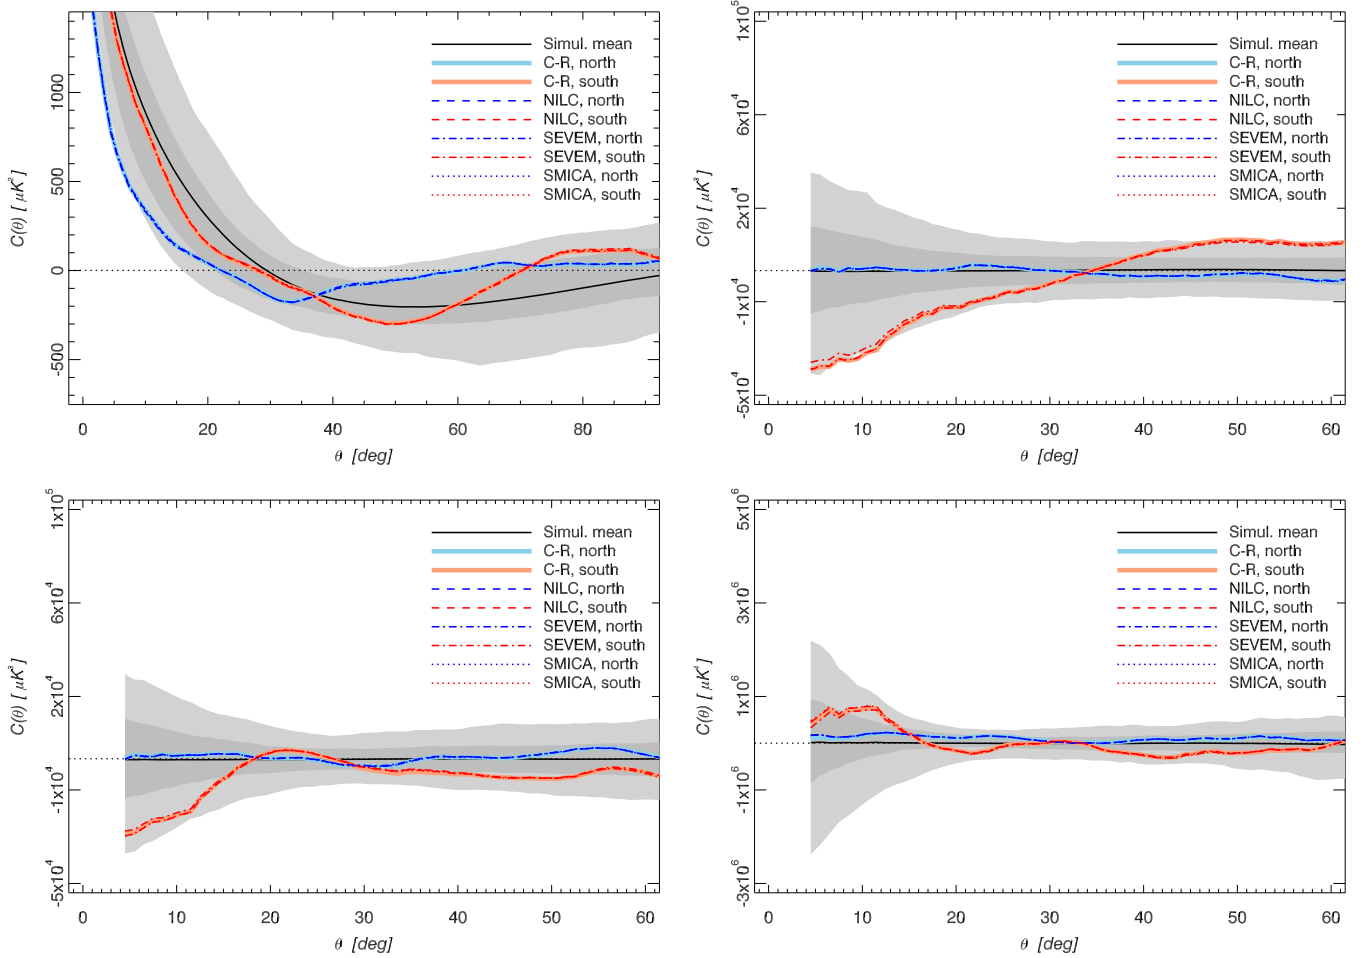 C(θ) [ μK² ]
1000
500
0
-500
Simul. mean
C-R, north
C-R, south
NILC, north
NILC, south
SEVEM, north
SEVEM, south
SMICA, north
SMICA, south
0 20 40 60 80
θ [deg]
C(θ) [ μK³ ]
1x10⁵
6x10⁴
2x10⁴
-1x10⁴
-5x10⁴
Simul. mean
C-R, north
C-R, south
NILC, north
NILC, south
SEVEM, north
SEVEM, south
SMICA, north
SMICA, south
0 10 20 30 40 50 60
θ [deg]
C(θ) [ μK³ ]
1x10⁵
6x10⁴
2x10⁴
-1x10⁴
-5x10⁴
Simul. mean
C-R, north
C-R, south
NILC, north
NILC, south
SEVEM, north
SEVEM, south
SMICA, north
SMICA, south
0 10 20 30 40 50 60
θ [deg]
C(θ) [ μK⁴ ]
5x10⁶
3x10⁶
1x10⁶
-1x10⁶
-3x10⁶
Simul. mean
C-R, north
C-R, south
NILC, north
NILC, south
SEVEM, north
SEVEM, south
SMICA, north
SMICA, south
0 10 20 30 40 50 60
θ [deg]